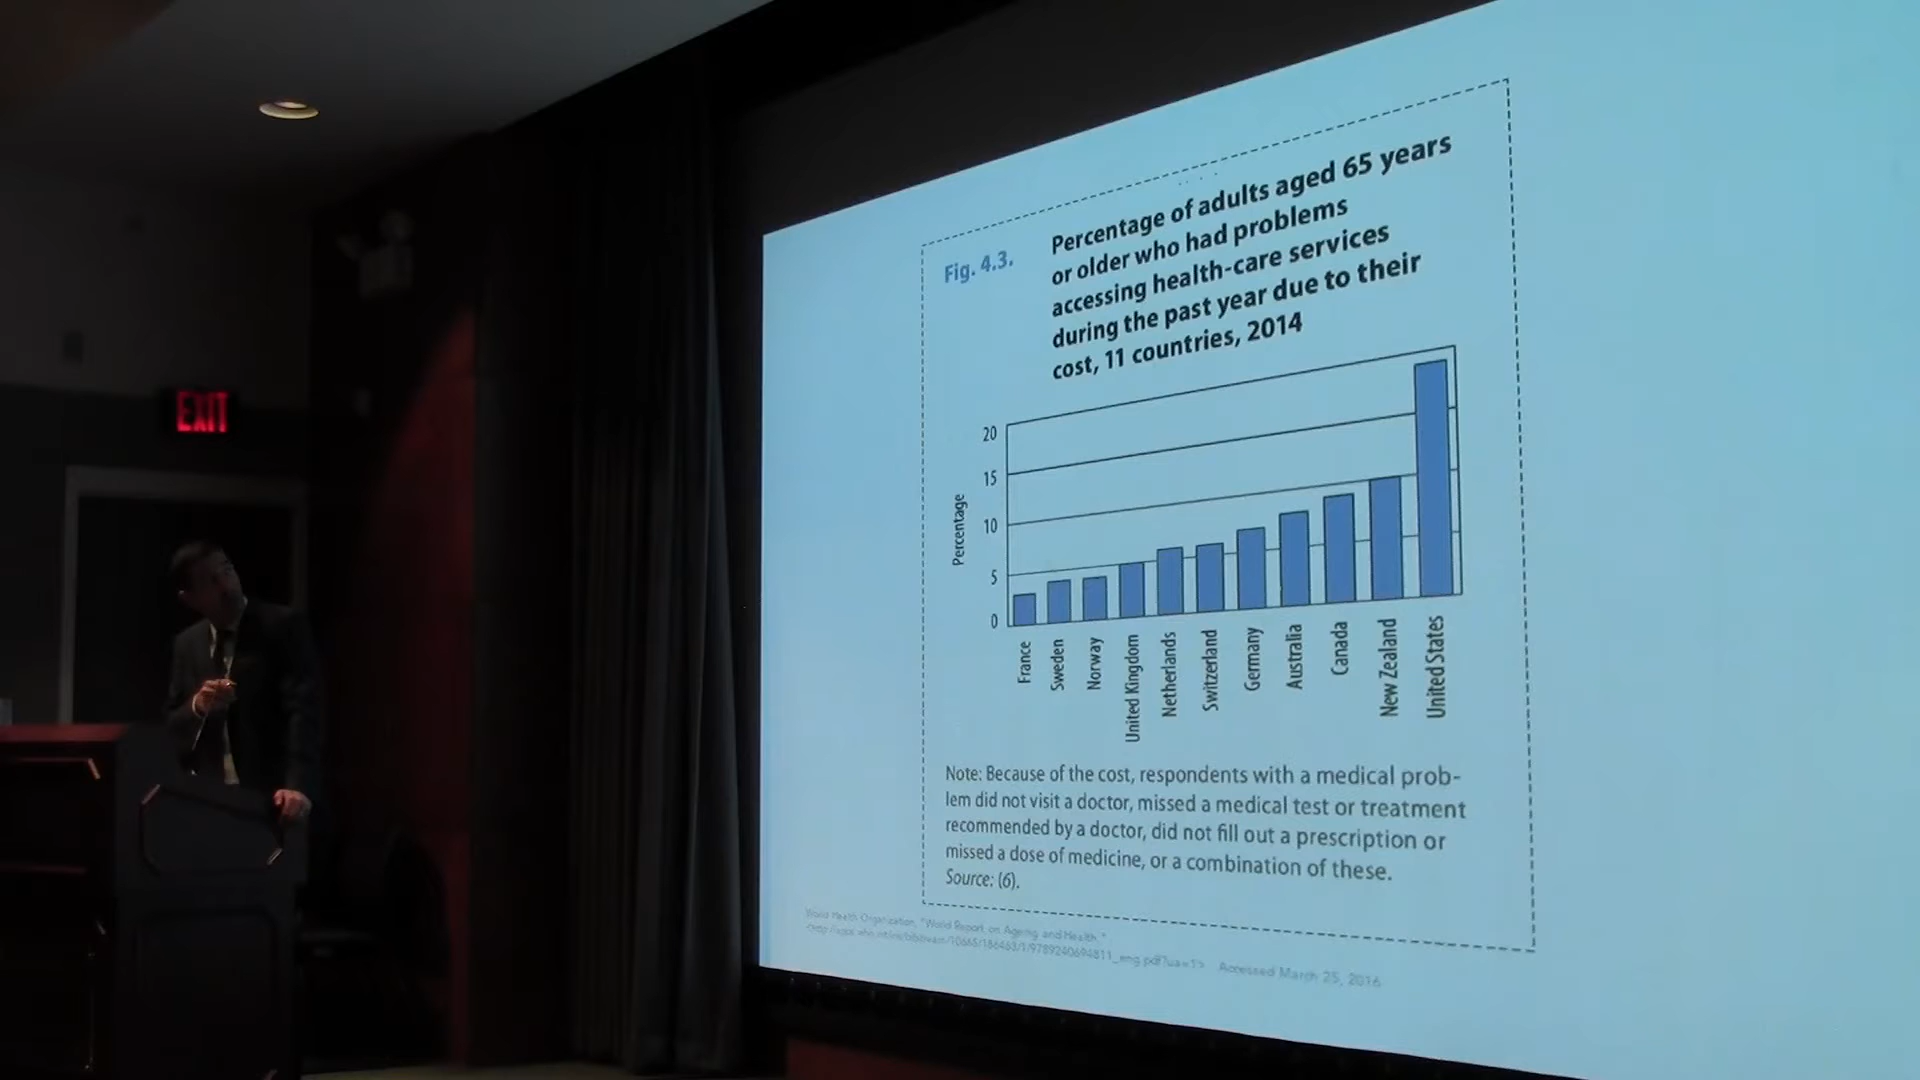 EXIT
Fig. 4.3.
Percentage of adults aged 65 years
or older who had problems
accessing health-care services
during the past year due to their
cost, 11 countries, 2014
Percentage
20
15
10
5
0
France
Sweden
Norway
United Kingdom
Netherlands
Switzerland
Germany
Australia
Canada
New Zealand
United States
Note: Because of the cost, respondents with a medical prob-
lem did not visit a doctor, missed a medical test or treatment
recommended by a doctor, did not fill out a prescription or
missed a dose of medicine, or a combination of these.
Source: (6).
World Health Organization, "World Report on Ageing and Health."
Accessed March 25, 2016